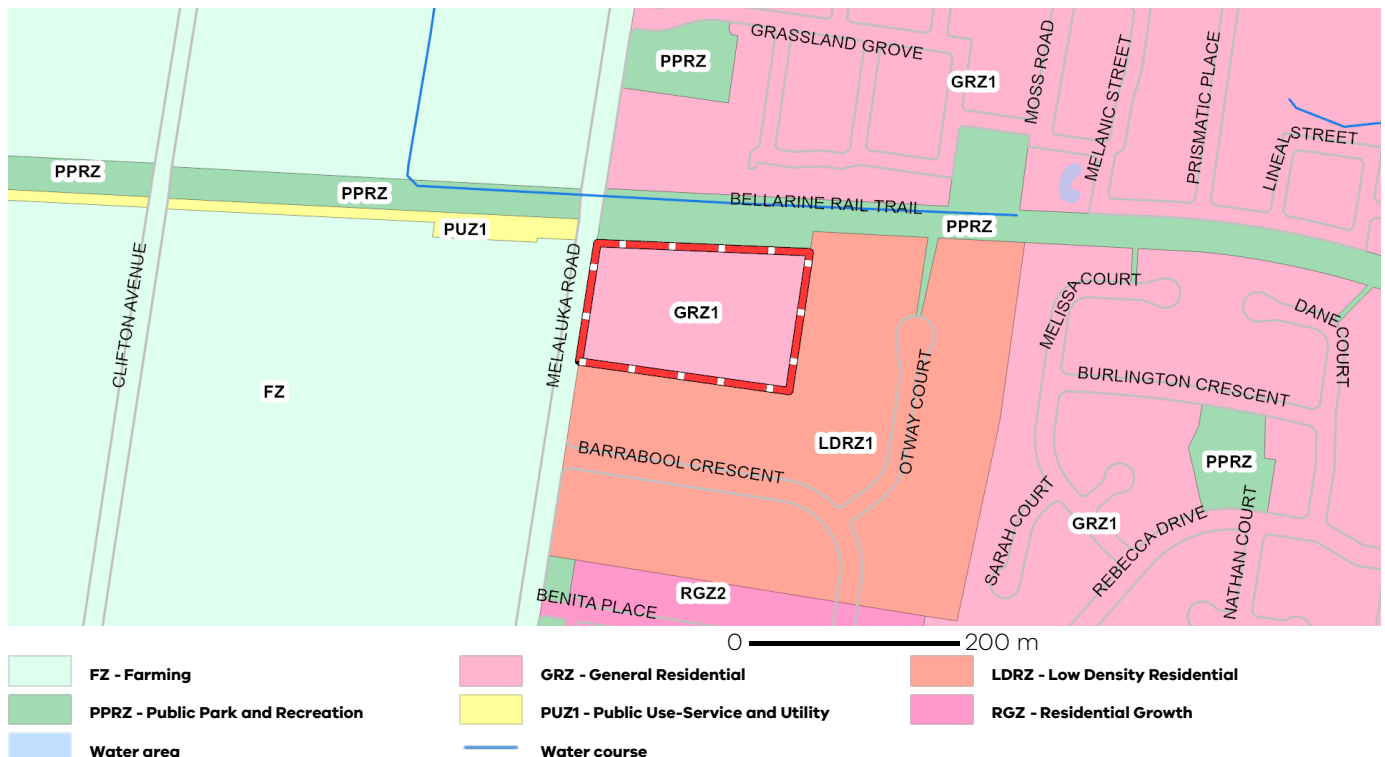 GRASSLAND GROVE
PPRZ
GRZ1
MOSS ROAD
MELANIC STREET
PRISMATIC PLACE
LINEAL STREET
PPRZ
PPRZ
BELLARINE RAIL TRAIL
PPRZ
PUZ1
CLIFTON AVENUE
MELALUKA ROAD
GRZ1
MELISSA COURT
DANE COURT
BURLINGTON CRESCENT
FZ
OTWAY COURT
LDRZ1
BARRABOOL CRESCENT
PPRZ
SARAH COURT
GRZ1
REBECCA DRIVE
NATHAN COURT
RGZ2
BENITA PLACE
0 200 m
FZ - Farming
GRZ - General Residential
LDRZ - Low Density Residential
PPRZ - Public Park and Recreation
PUZ1 - Public Use-Service and Utility
RGZ - Residential Growth
Water area
Water course